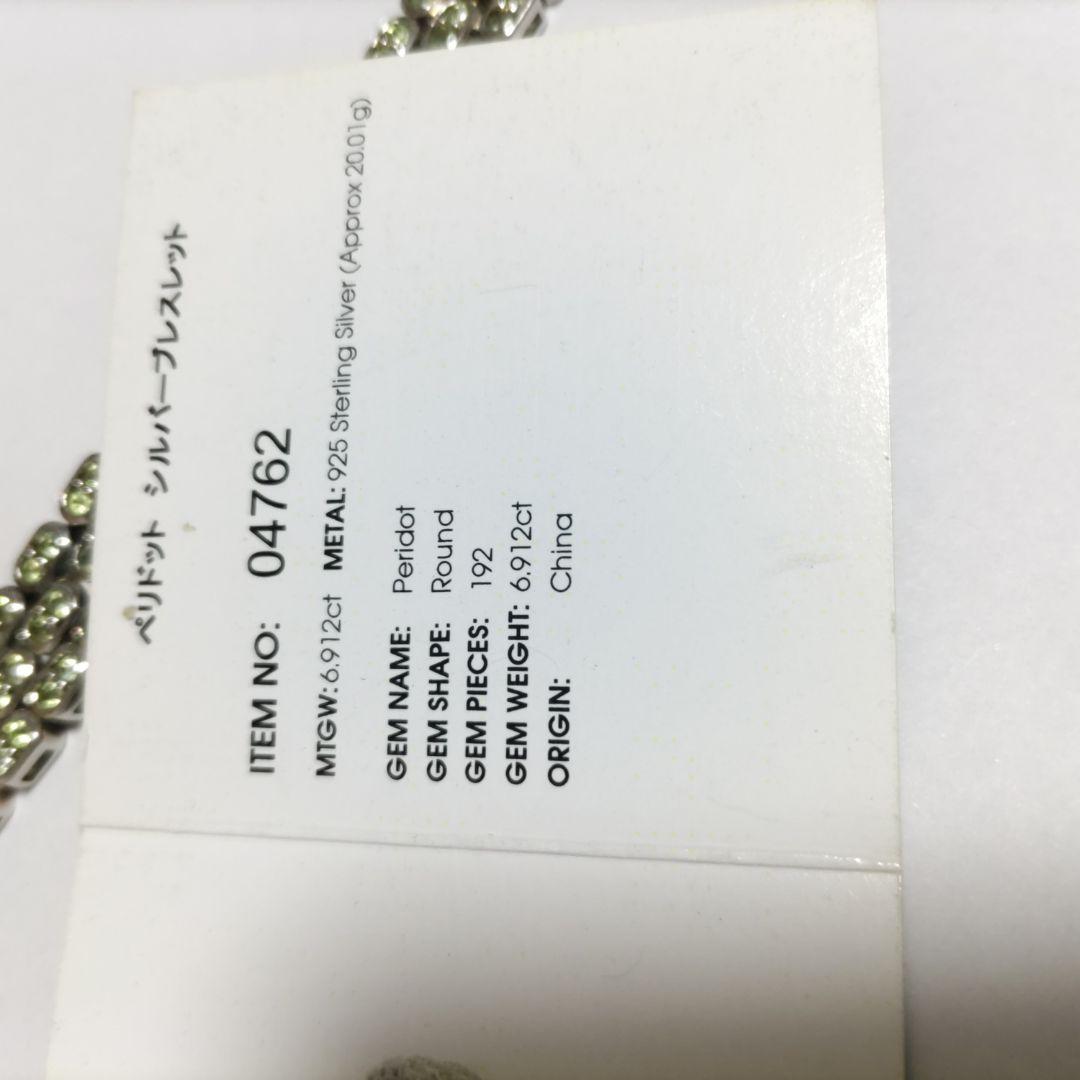 ペリドット シルバーブレスレット
ITEM NO: 04762
MTGW: 6.912ct METAL: 925 Sterling Silver (Approx 20.01g)
GEM NAME: Peridot
GEM SHAPE: Round
GEM PIECES: 192
GEM WEIGHT: 6.912ct
ORIGIN: China